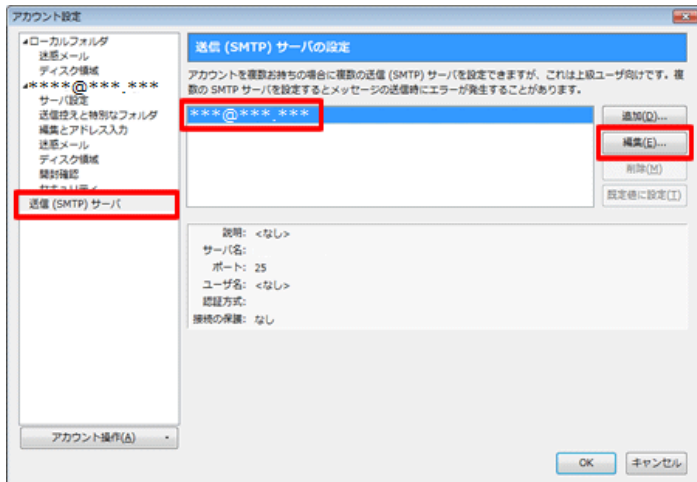 アカウント設定
ローカルフォルダ
迷惑メール
ディスク領域
****@***.***
サーバ設定
送信控えと特別なフォルダ
編集とアドレス入力
迷惑メール
ディスク領域
開封確認
セキュリティ
送信 (SMTP) サーバ
アカウント操作(A)
送信 (SMTP) サーバの設定
アカウントを複数お持ちの場合に複数の送信 (SMTP) サーバを設定できますが、これは上級ユーザ向けです。複
数の SMTP サーバを設定するとメッセージの送信時にエラーが発生することがあります。
***@***.***
追加(D)...
編集(E)...
削除(M)
既定値に設定(T)
説明: <なし>
サーバ名:
ポート: 25
ユーザ名: <なし>
認証方式:
接続の保護: なし
OK
キャンセル